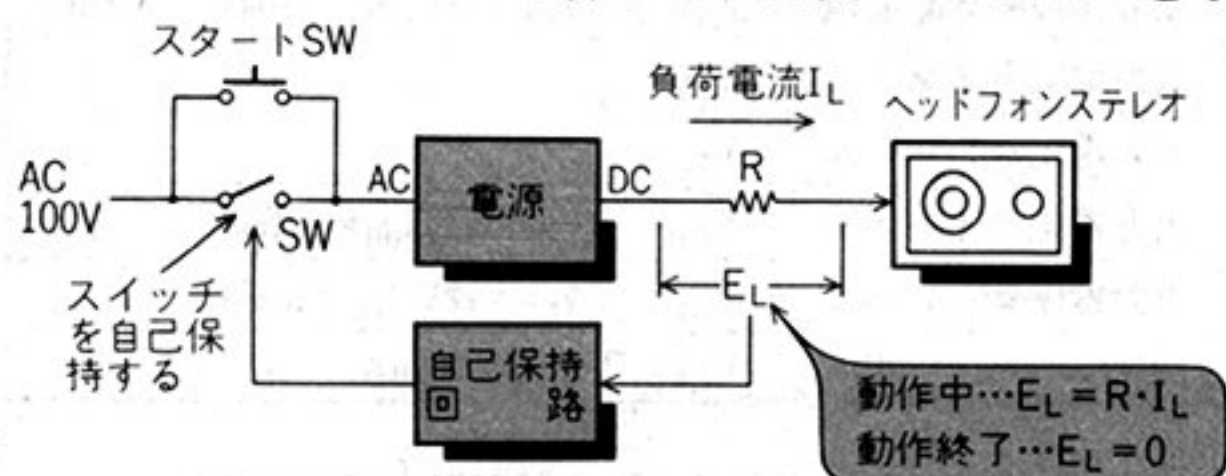 スタートSW
負荷電流IL
ヘッドフォンステレオ
AC
100V
AC
電源
DC
R
SW
スイッチ
を自己保
持する
EL
自己保持
回 路
動作中…EL=R・IL
動作終了…EL=0